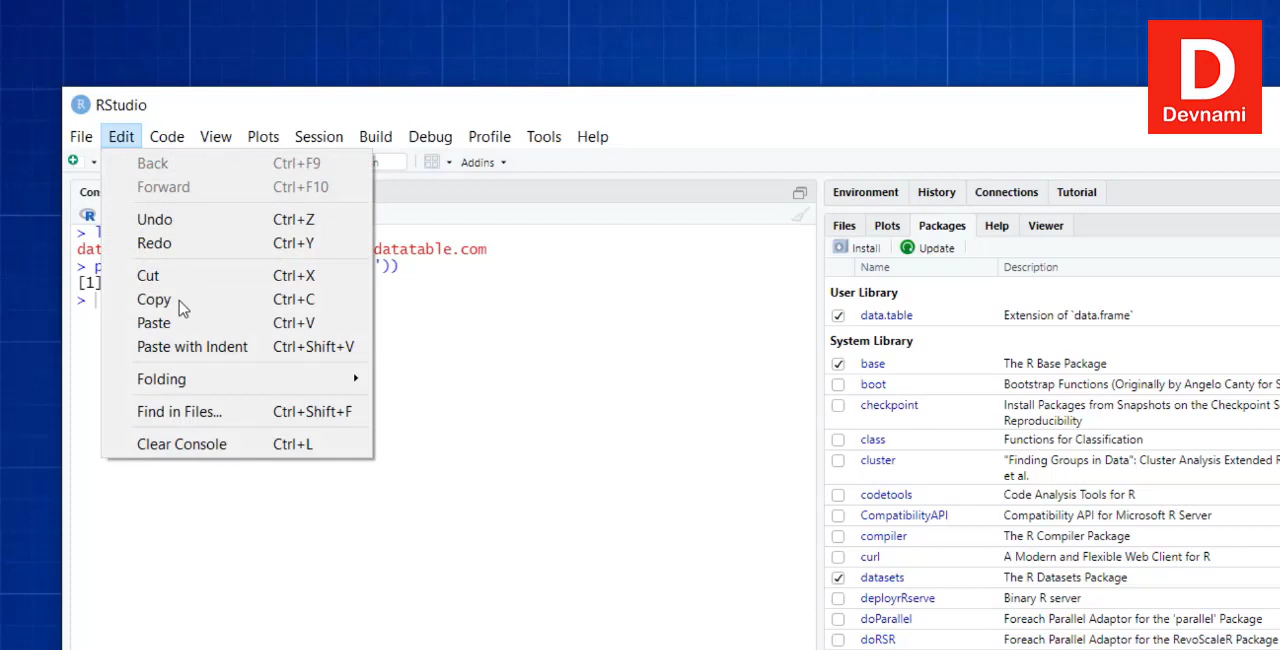 D
Devnami
RStudio
File Edit Code View Plots Session Build Debug Profile Tools Help
Addins
Back Ctrl+F9
Forward Ctrl+F10
Undo Ctrl+Z
Redo Ctrl+Y
Cut Ctrl+X
Copy Ctrl+C
Paste Ctrl+V
Paste with Indent Ctrl+Shift+V
Folding
Find in Files... Ctrl+Shift+F
Clear Console Ctrl+L
R
>
datatable.com
>
'))
[1]
>
Environment History Connections Tutorial
Files Plots Packages Help Viewer
Install Update
Name Description
User Library
data.table Extension of `data.frame`
System Library
base The R Base Package
boot Bootstrap Functions (Originally by Angelo Canty for S
checkpoint Install Packages from Snapshots on the Checkpoint S
Reproducibility
class Functions for Classification
cluster "Finding Groups in Data": Cluster Analysis Extended R
et al.
codetools Code Analysis Tools for R
CompatibilityAPI Compatibility API for Microsoft R Server
compiler The R Compiler Package
curl A Modern and Flexible Web Client for R
datasets The R Datasets Package
deployrRserve Binary R server
doParallel Foreach Parallel Adaptor for the 'parallel' Package
doRSR Foreach Parallel Adaptor for the RevoScaleR Package